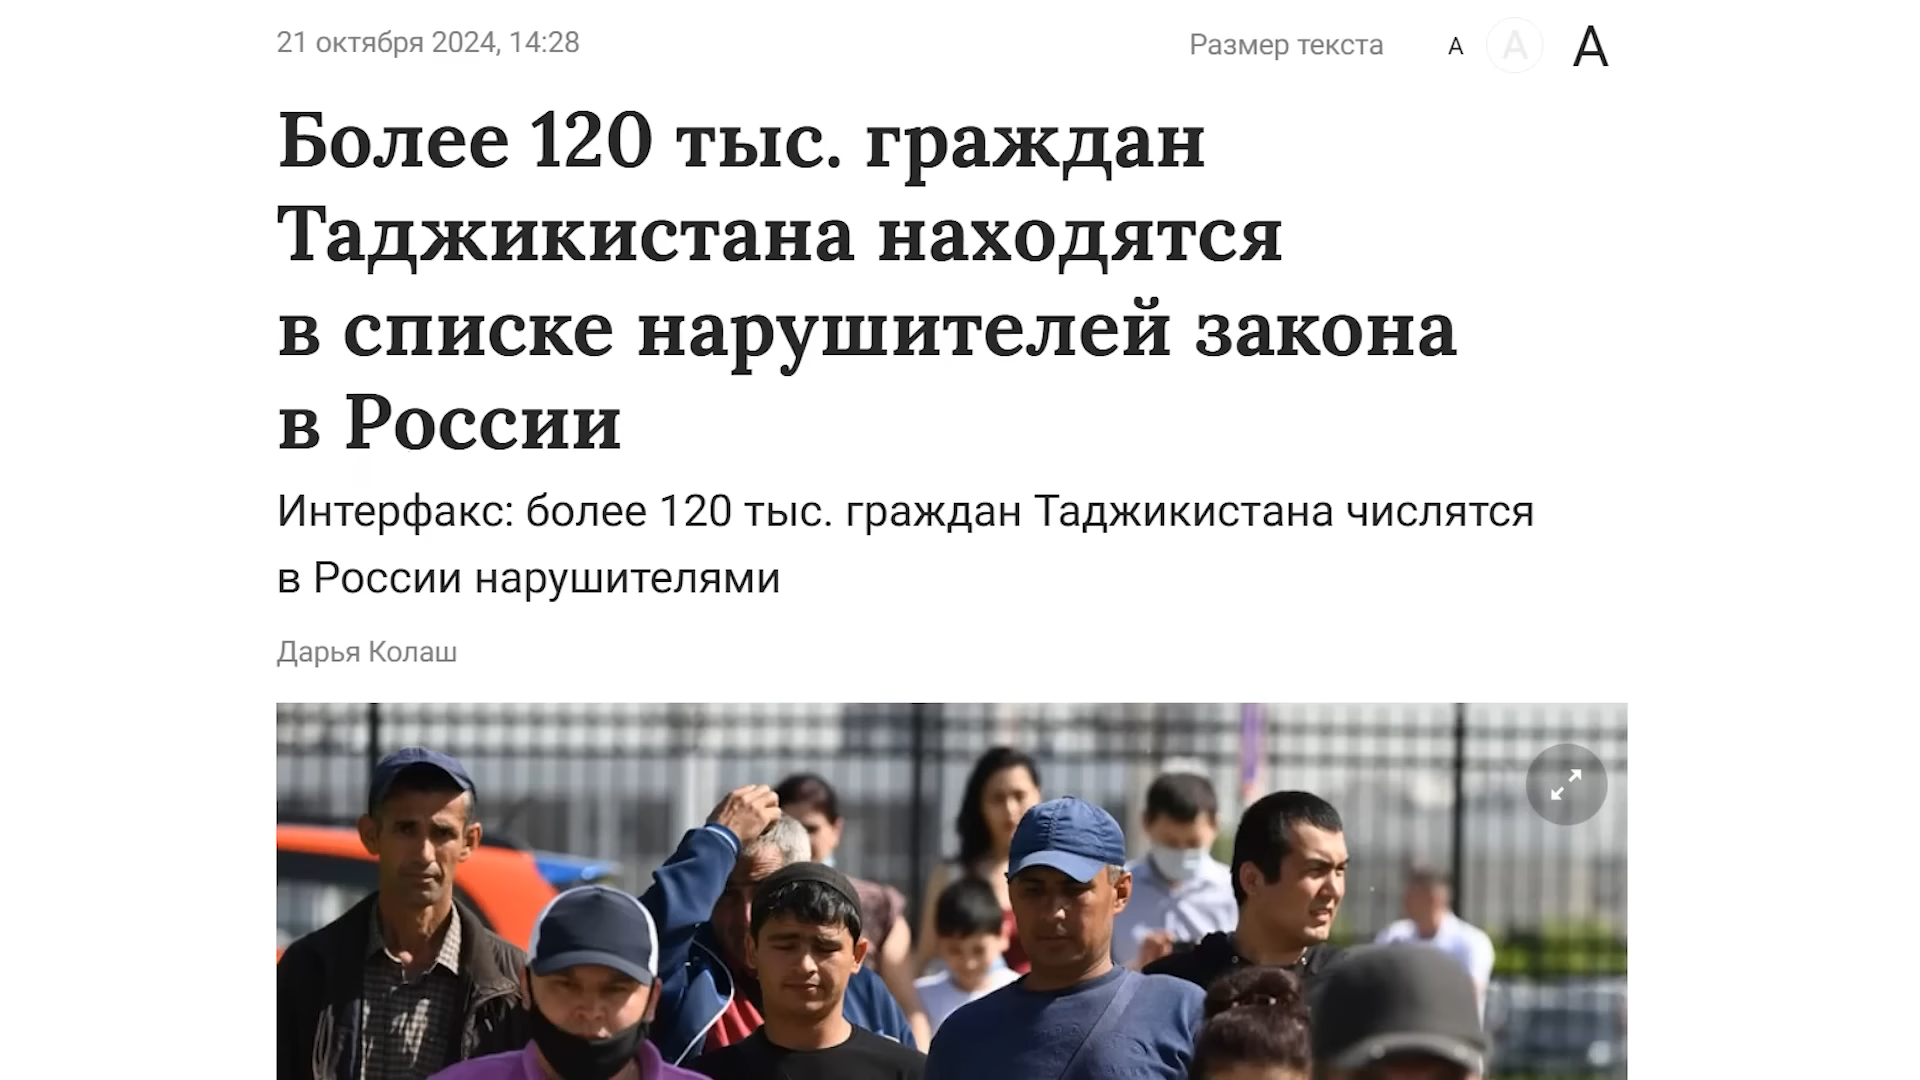 21 октября 2024, 14:28
Размер текста A A A
Более 120 тыс. граждан
Таджикистана находятся
в списке нарушителей закона
в России
Интерфакс: более 120 тыс. граждан Таджикистана числятся
в России нарушителями
Дарья Колаш